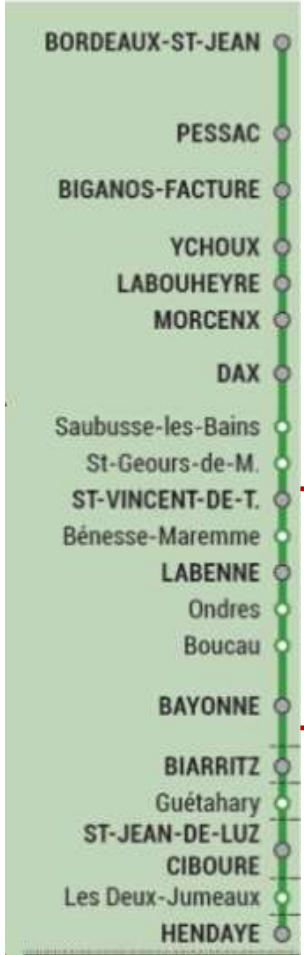 BORDEAUX-ST-JEAN
PESSAC
BIGANOS-FACTURE
YCHOUX
LABOUHEYRE
MORCENX
DAX
Saubusse-les-Bains
St-Geours-de-M.
ST-VINCENT-DE-T.
Bénesse-Maremme
LABENNE
Ondres
Boucau
BAYONNE
BIARRITZ
Guétahary
ST-JEAN-DE-LUZ
CIBOURE
Les Deux-Jumeaux
HENDAYE